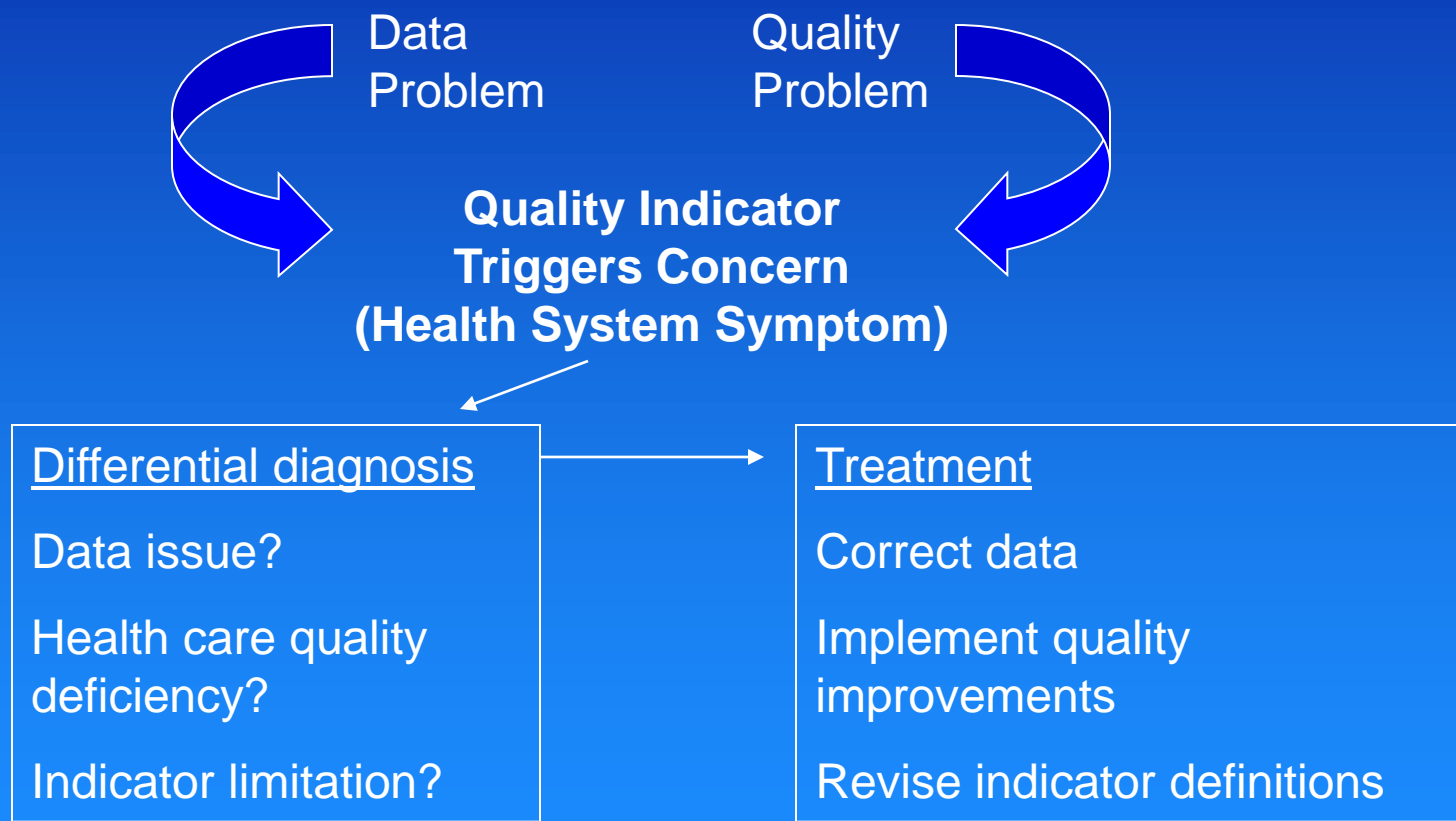 Data
Problem
Quality
Problem
Quality Indicator
Triggers Concern
(Health System Symptom)
Differential diagnosis
Data issue?
Health care quality
deficiency?
Indicator limitation?
Treatment
Correct data
Implement quality
improvements
Revise indicator definitions